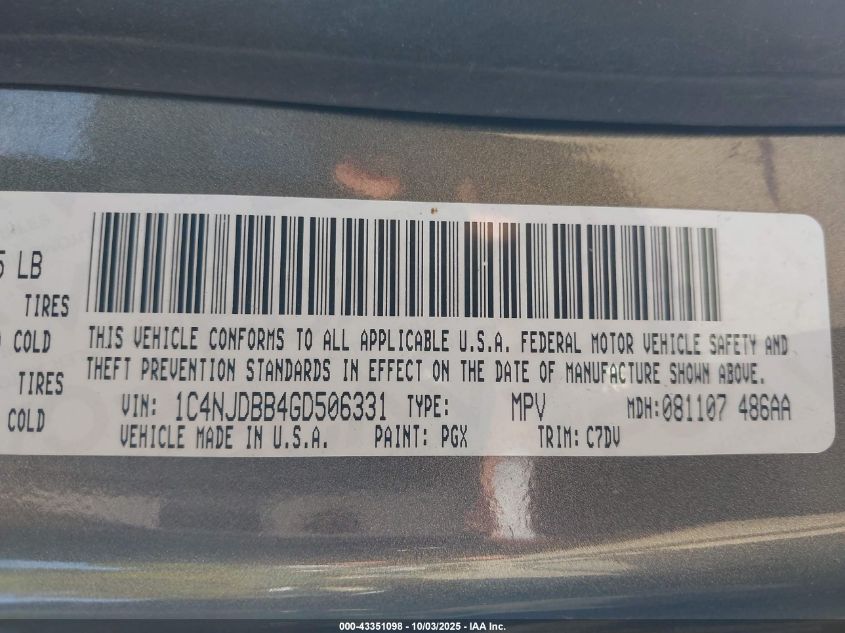 5 LB
TIRES
COLD
TIRES
COLD
THIS VEHICLE CONFORMS TO ALL APPLICABLE U.S.A. FEDERAL MOTOR VEHICLE SAFETY AND
THEFT PREVENTION STANDARDS IN EFFECT ON THE DATE OF MANUFACTURE SHOWN ABOVE.
VIN: 1C4NJDBB4GD506331 TYPE: MPV MDH:081107 486AA
VEHICLE MADE IN U.S.A. PAINT: PGX TRIM: C7DV
000-43351098 - 10/03/2025 - IAA Inc.